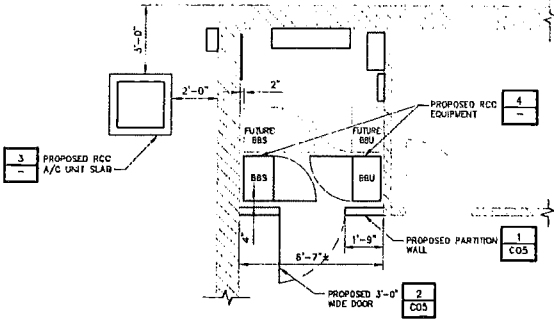 3'-0"
2'-0"
2"
PROPOSED RCC
EQUIPMENT
4
-
FUTURE
BBS
FUTURE
BBU
3
-
PROPOSED RCC
A/C UNIT SLAB
BBS
BBU
4"
1'-9"
PROPOSED PARTITION
WALL
1
C05
6'-7"±
PROPOSED 3'-0"
WIDE DOOR
2
C05